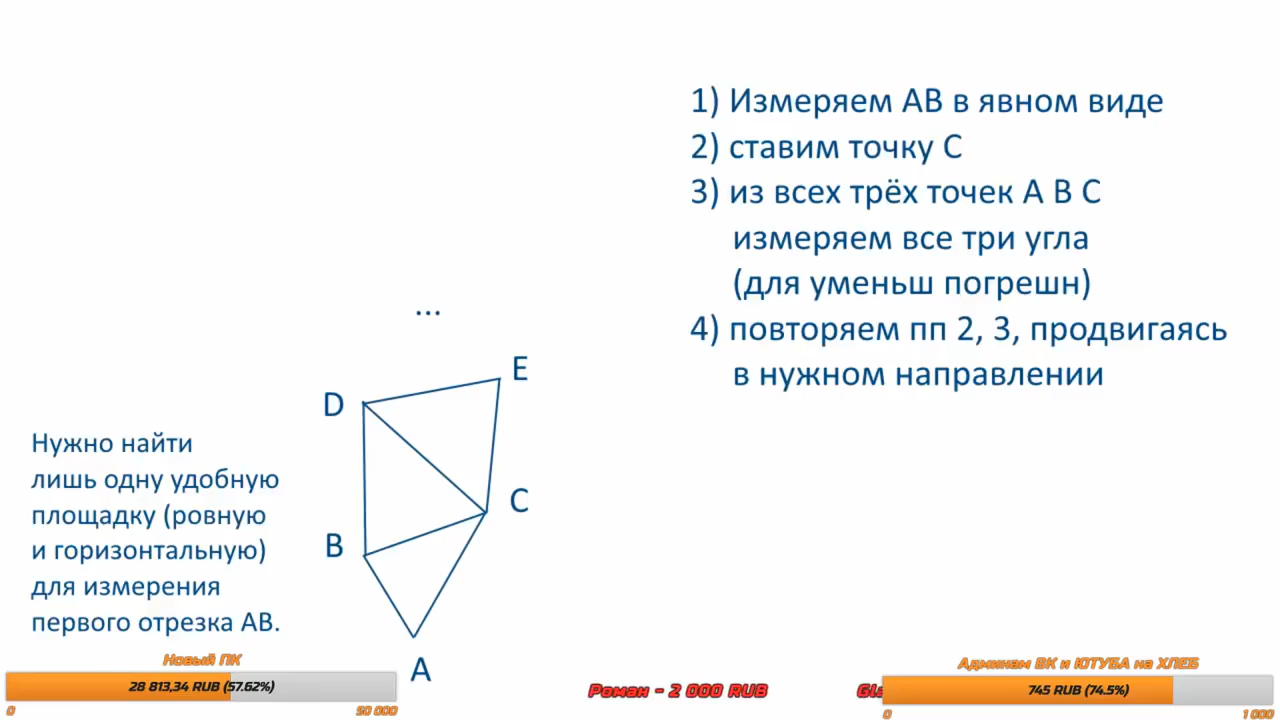 1) Измеряем AB в явном виде
2) ставим точку C
3) из всех трёх точек A B C
измеряем все три угла
(для уменьш погрешн)
4) повторяем пп 2, 3, продвигаясь
в нужном направлении
...
E
D
C
B
A
Нужно найти
лишь одну удобную
площадку (ровную
и горизонтальную)
для измерения
первого отрезка AB.
Новый ПК
28 813,34 RUB (57.62%)
0
50 000
Роман - 2 000 RUB
Админам ВК и ЮТУБА на ХЛЕБ
745 RUB (74.5%)
0
1 000